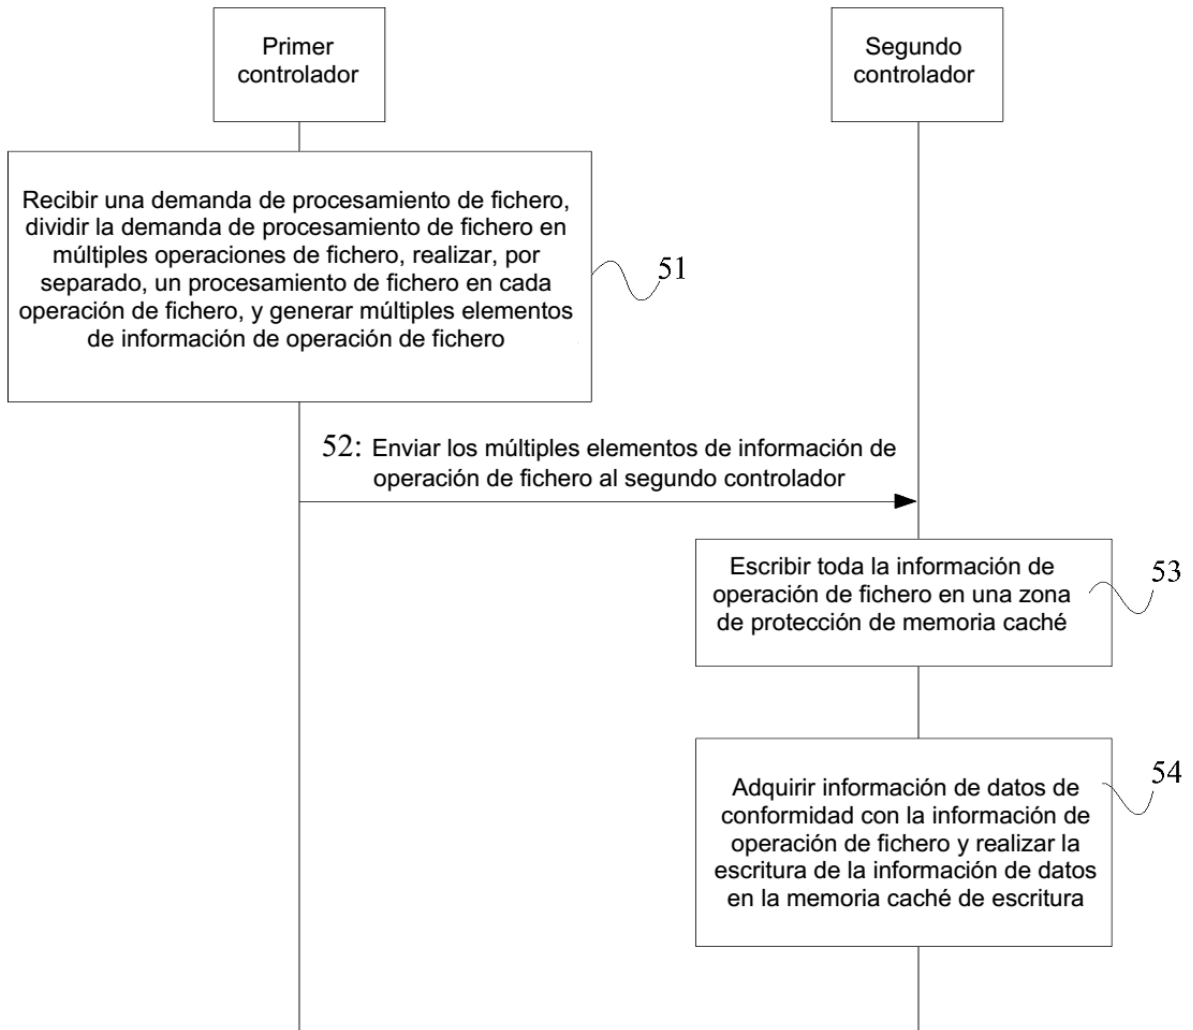 Primer
controlador
Segundo
controlador
Recibir una demanda de procesamiento de fichero,
dividir la demanda de procesamiento de fichero en
múltiples operaciones de fichero, realizar, por
separado, un procesamiento de fichero en cada
operación de fichero, y generar múltiples elementos
de información de operación de fichero
51
52: Enviar los múltiples elementos de información de
operación de fichero al segundo controlador
Escribir toda la información de
operación de fichero en una zona
de protección de memoria caché
53
Adquirir información de datos de
conformidad con la información de
operación de fichero y realizar la
escritura de la información de datos
en la memoria caché de escritura
54